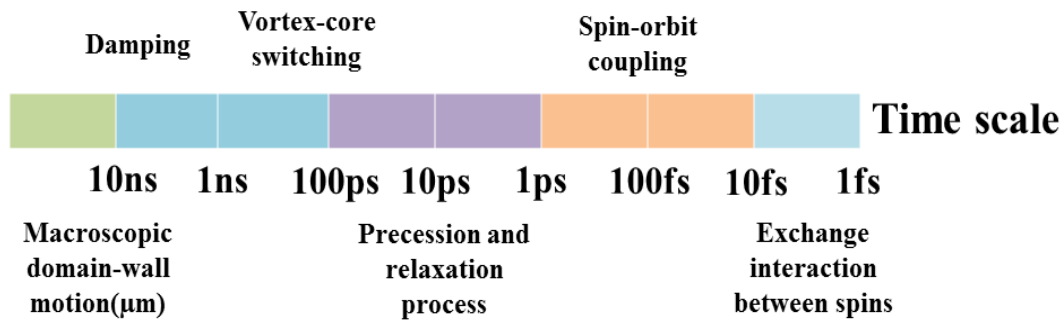 Damping
Vortex-core
switching
Spin-orbit
coupling
Time scale
10ns 1ns 100ps 10ps 1ps 100fs 10fs 1fs
Macroscopic
domain-wall
motion(μm)
Precession and
relaxation
process
Exchange
interaction
between spins